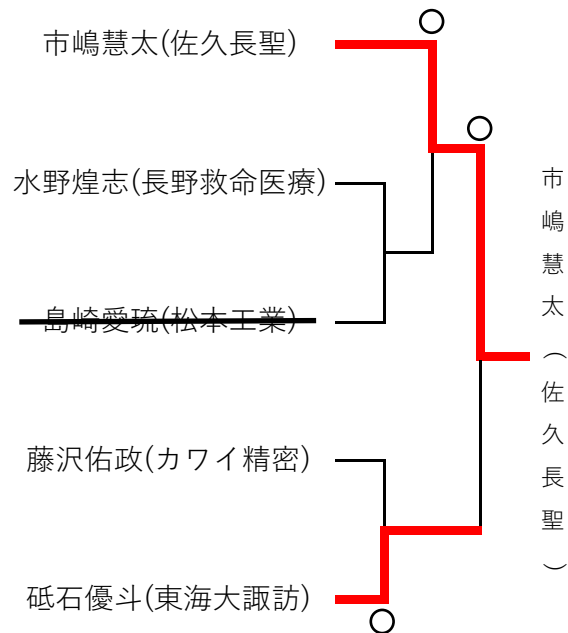 市嶋慧太(佐久長聖)
水野煌志(長野救命医療)
島崎愛琉(松本工業)
藤沢佑政(カワイ精密)
砥石優斗(東海大諏訪)
市嶋慧太(佐久長聖)